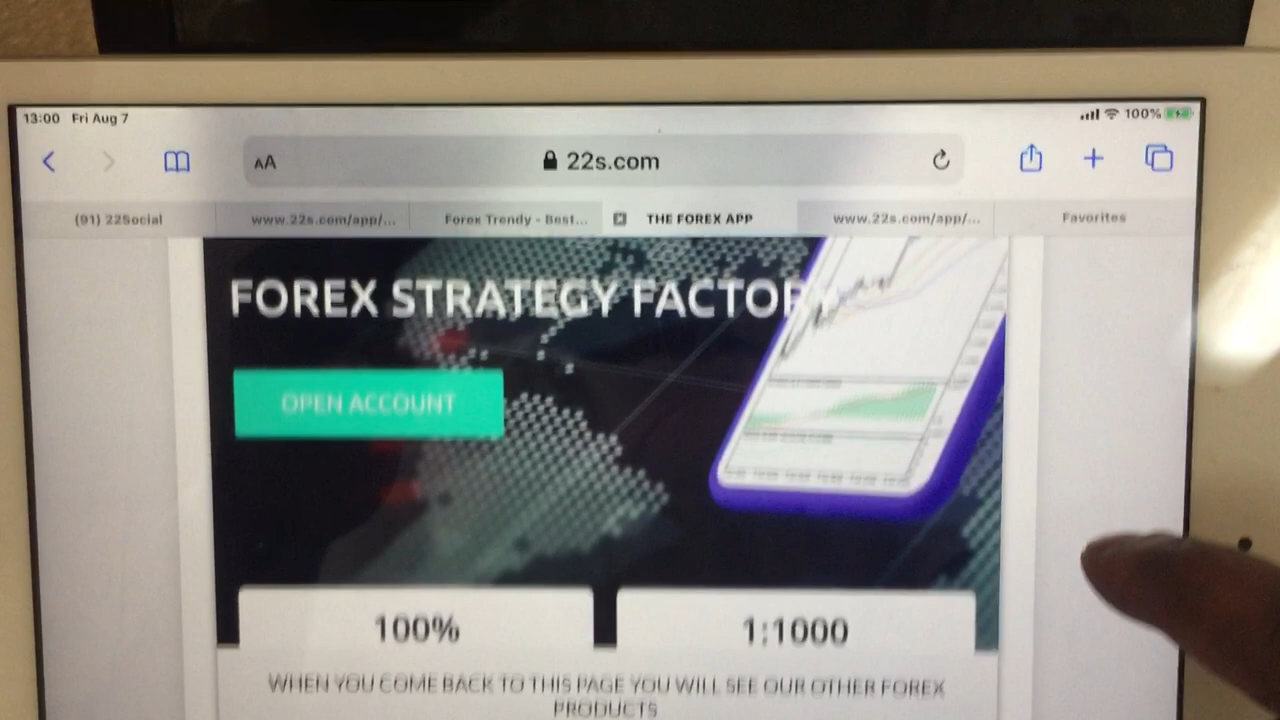 13:00 Fri Aug 7
100%
AA
22s.com
(91) 22Social
www.22s.com/app/...
Forex Trendy - Best...
THE FOREX APP
www.22s.com/app/...
Favorites
FOREX STRATEGY FACTORY
OPEN ACCOUNT
100%
1:1000
WHEN YOU COME BACK TO THIS PAGE YOU WILL SEE OUR OTHER FOREX
PRODUCTS